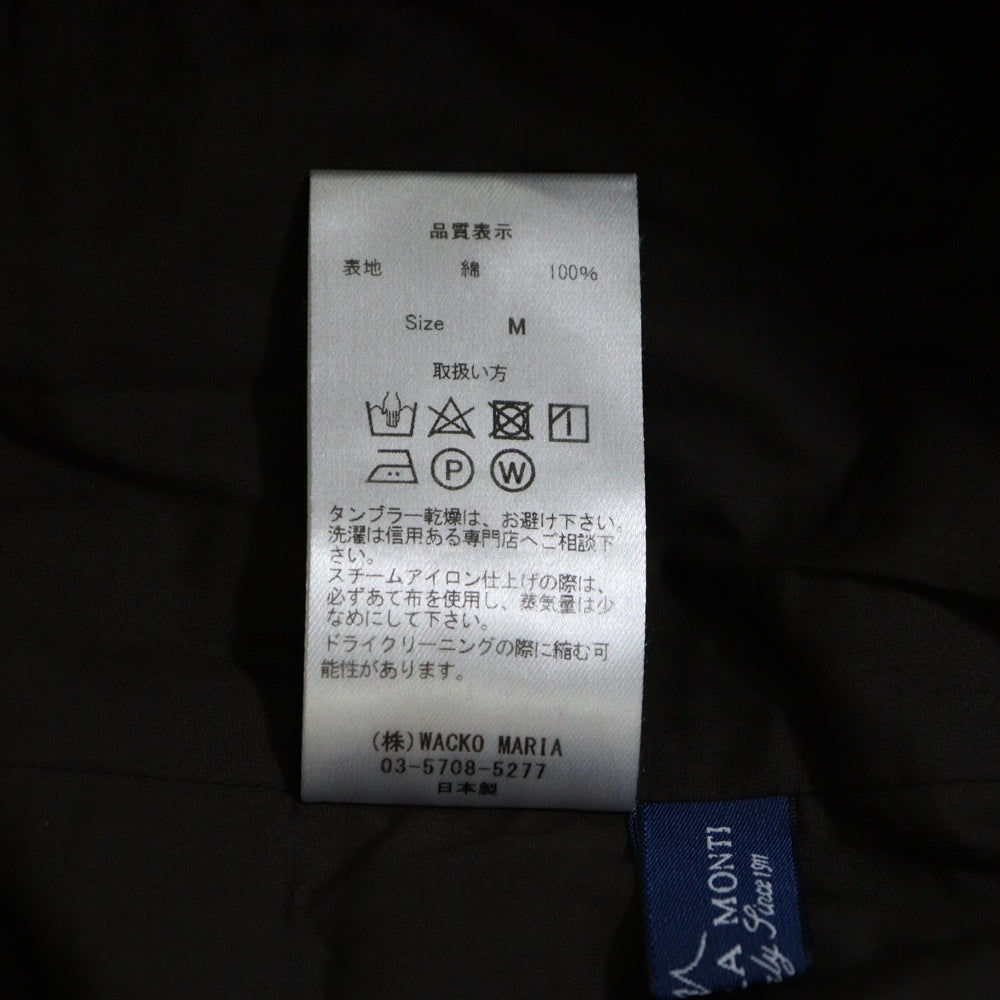 品質表示
表地 綿 100%
Size M
取扱い方
P W
タンブラー乾燥は、お避け下さい。
洗濯は信用ある専門店へご相談下
さい。
スチームアイロン仕上げの際は、
必ずあて布を使用し、蒸気量は少
なめにして下さい。
ドライクリーニングの際に縮む可
能性があります。
(株)WACKO MARIA
03-5708-5277
日本製
MONTI
Since 1911